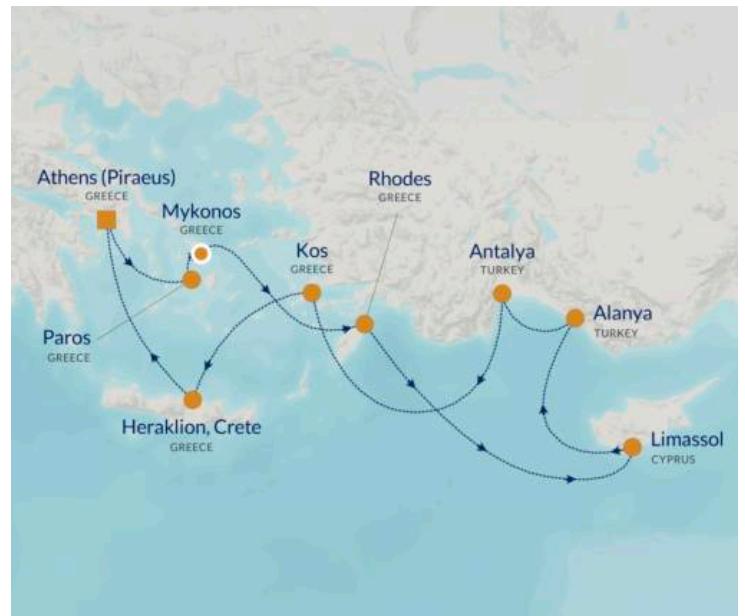 Athens (Piraeus)
GREECE
Mykonos
GREECE
Rhodes
GREECE
Kos
GREECE
Antalya
TURKEY
Alanya
TURKEY
Paros
GREECE
Heraklion, Crete
GREECE
Limassol
CYPRUS